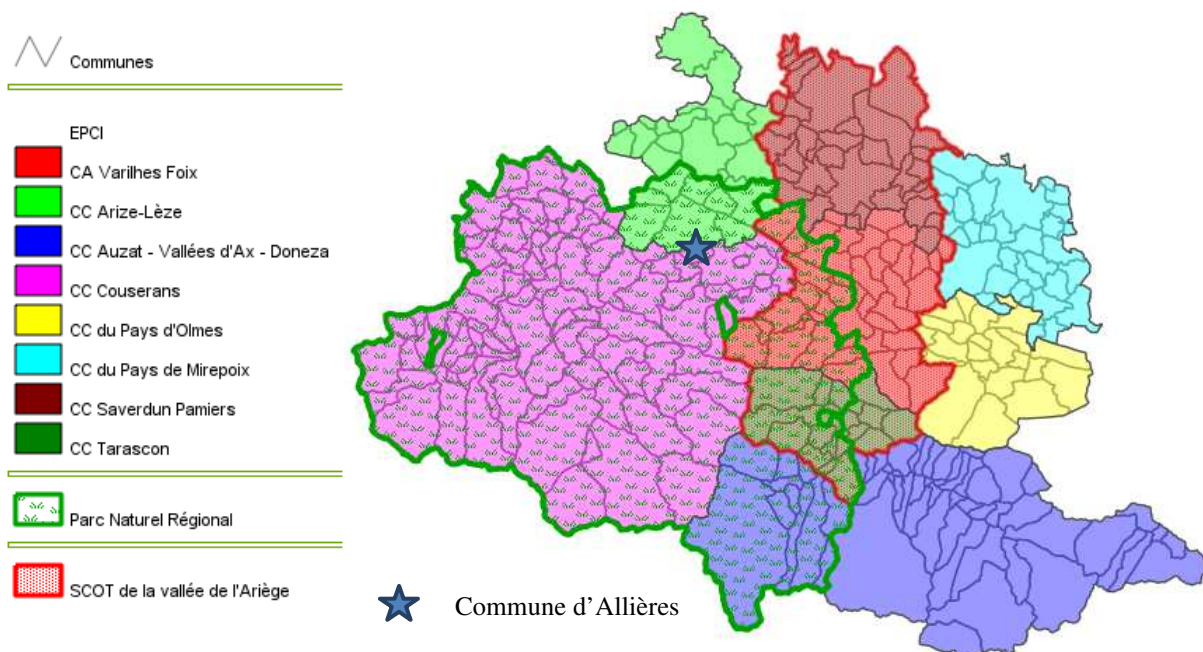 Communes
EPCI
CA Varilhes Foix
CC Arize-Lèze
CC Auzat - Vallées d'Ax - Doneza
CC Couserans
CC du Pays d'Olmes
CC du Pays de Mirepoix
CC Saverdun Pamiers
CC Tarascon
Parc Naturel Régional
SCOT de la vallée de l'Ariège
Commune d’Allières